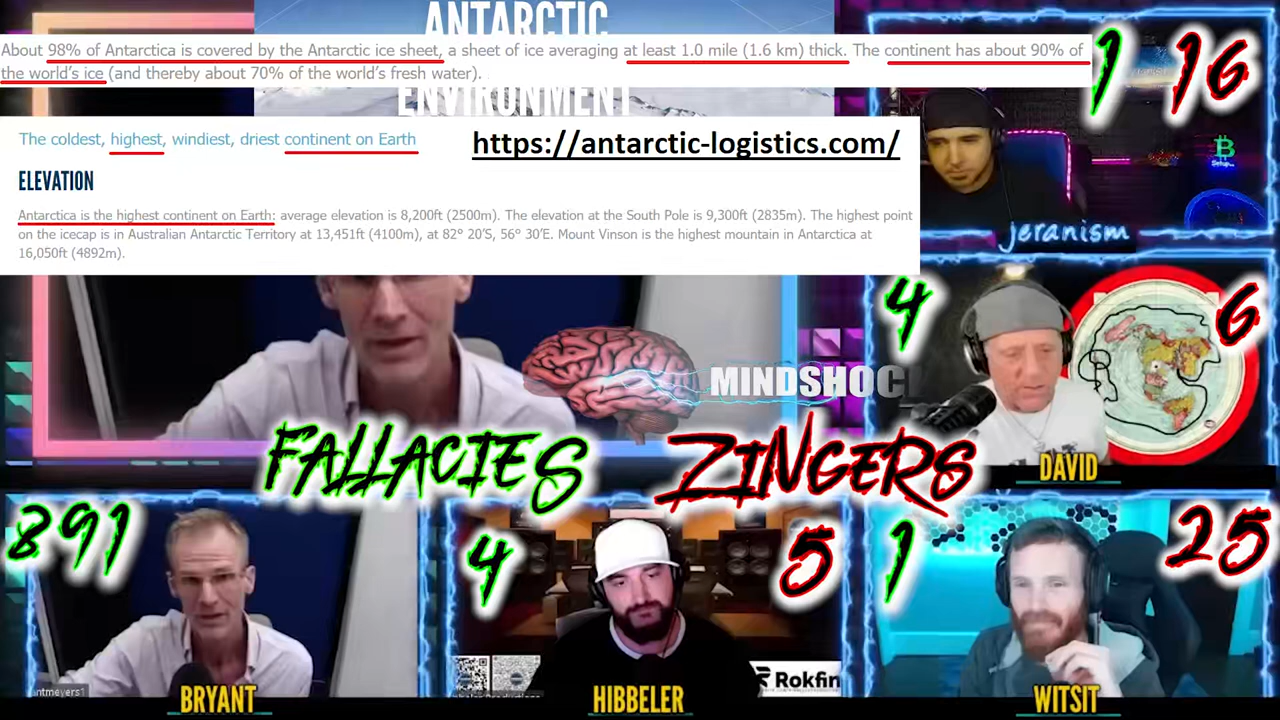 ANTARCTIC
About 98% of Antarctica is covered by the Antarctic ice sheet, a sheet of ice averaging at least 1.0 mile (1.6 km) thick. The continent has about 90% of
the world's ice (and thereby about 70% of the world's fresh water).
ENVIRONMENT
The coldest, highest, windiest, driest continent on Earth
https://antarctic-logistics.com/
ELEVATION
Antarctica is the highest continent on Earth: average elevation is 8,200ft (2500m). The elevation at the South Pole is 9,300ft (2835m). The highest point
on the icecap is in Australian Antarctic Territory at 13,451ft (4100m), at 82° 20'S, 56° 30'E. Mount Vinson is the highest mountain in Antarctica at
16,050ft (4892m).
1 16
jeranism
4 6
MINDSHOCK
FALLACIES ZINGERS
DAVID
891
4 5
1 25
Rokfin
BRYANT
HIBBELER
WITSIT